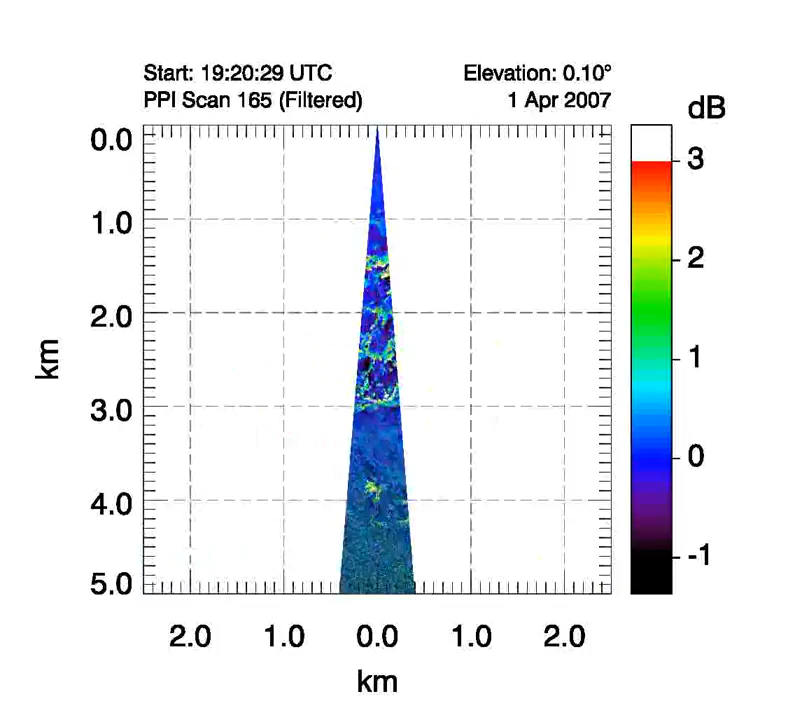 Start: 19:20:29 UTC
Elevation: 0.10°
PPI Scan 165 (Filtered)
1 Apr 2007
dB
0.0
1.0
2.0
3.0
4.0
5.0
km
2.0
1.0
0.0
1.0
2.0
km
3
2
1
0
-1